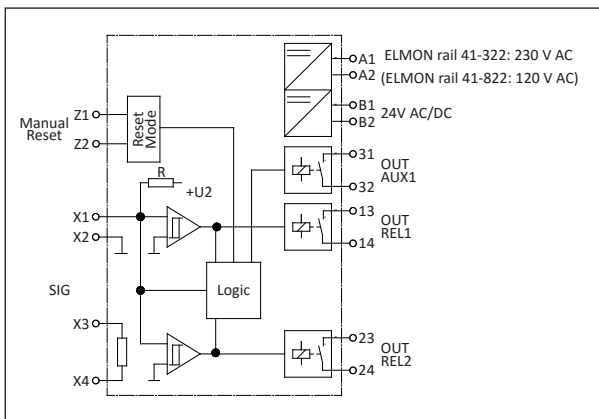 A1 ELMON rail 41-322: 230 V AC
A2 (ELMON rail 41-822: 120 V AC)
B1 24V AC/DC
B2
Manual
Reset
Z1
Z2
Reset
Mode
31 OUT
32 AUX1
R
+U2
X1
X2
13 OUT
14 REL1
SIG
Logic
X3
X4
23 OUT
24 REL2